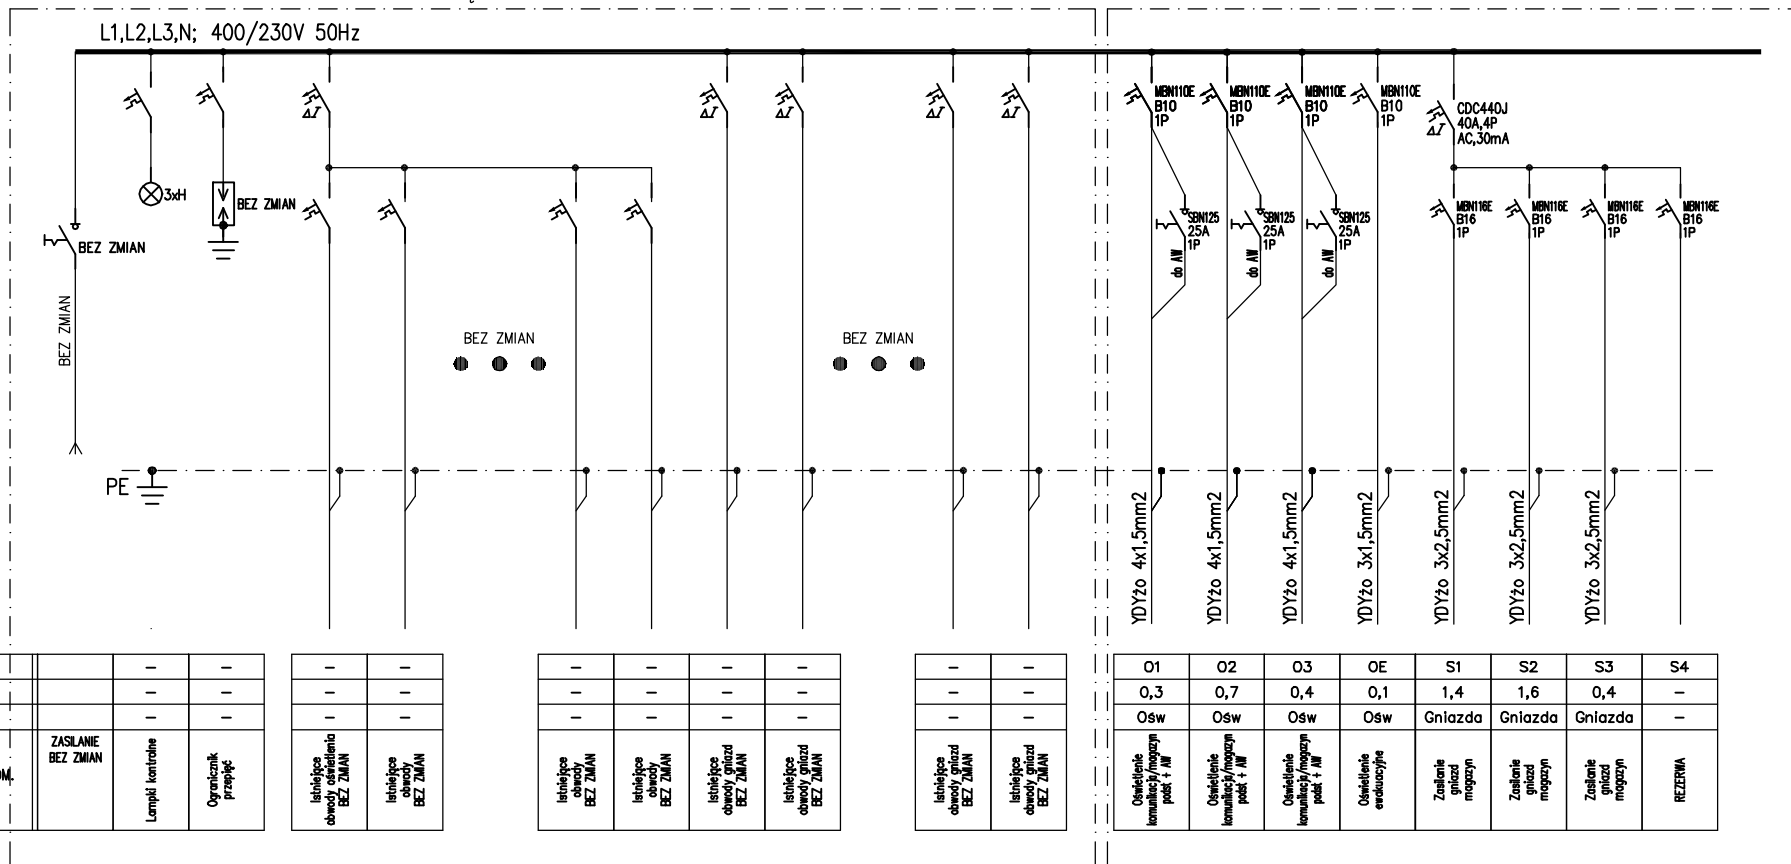 L1,L2,L3,N; 400/230V 50Hz
MBN110E
B10
1P
MBN110E
B10
1P
MBN110E
B10
1P
MBN110E
B10
1P
CDC440J
40A,4P
AC,30mA
ΔI
ΔI
ΔI
ΔI
ΔI
ΔI
3xH
BEZ ZMIAN
BEZ ZMIAN
BEZ ZMIAN
SBN125
25A
1P
do AW
SBN125
25A
1P
do AW
SBN125
25A
1P
do AW
MBN116E
B16
1P
MBN116E
B16
1P
MBN116E
B16
1P
MBN116E
B16
1P
BEZ ZMIAN
BEZ ZMIAN
PE
YDYżo 4x1,5mm2
YDYżo 4x1,5mm2
YDYżo 4x1,5mm2
YDYżo 3x1,5mm2
YDYżo 3x2,5mm2
YDYżo 3x2,5mm2
YDYżo 3x2,5mm2
- - - - - - - - - - O1 O2 O3 OE S1 S2 S3 S4
- - - - - - - - - - 0,3 0,7 0,4 0,1 1,4 1,6 0,4 -
- - - - - - - - - - Ośw Ośw Ośw Ośw Gniazda Gniazda Gniazda -
ZASILANIE
BEZ ZMIAN
Lampki kontrolne
Ogranicznik
przepięć
Istniejące
obwody oświetlenia
BEZ ZMIAN
Istniejące
obwody
BEZ ZMIAN
Istniejące
obwody
BEZ ZMIAN
Istniejące
obwody
BEZ ZMIAN
Istniejące
obwody gniazd
BEZ ZMIAN
Istniejące
obwody gniazd
BEZ ZMIAN
Istniejące
obwody gniazd
BEZ ZMIAN
Istniejące
obwody gniazd
BEZ ZMIAN
Oświetlenie
komunikacja/magazyn
podst + AW
Oświetlenie
komunikacja/magazyn
podst + AW
Oświetlenie
komunikacja/magazyn
podst + AW
Oświetlenie
ewakuacyjne
Zasilanie
gniazd
magazyn
Zasilanie
gniazd
magazyn
Zasilanie
gniazd
magazyn
REZERWA